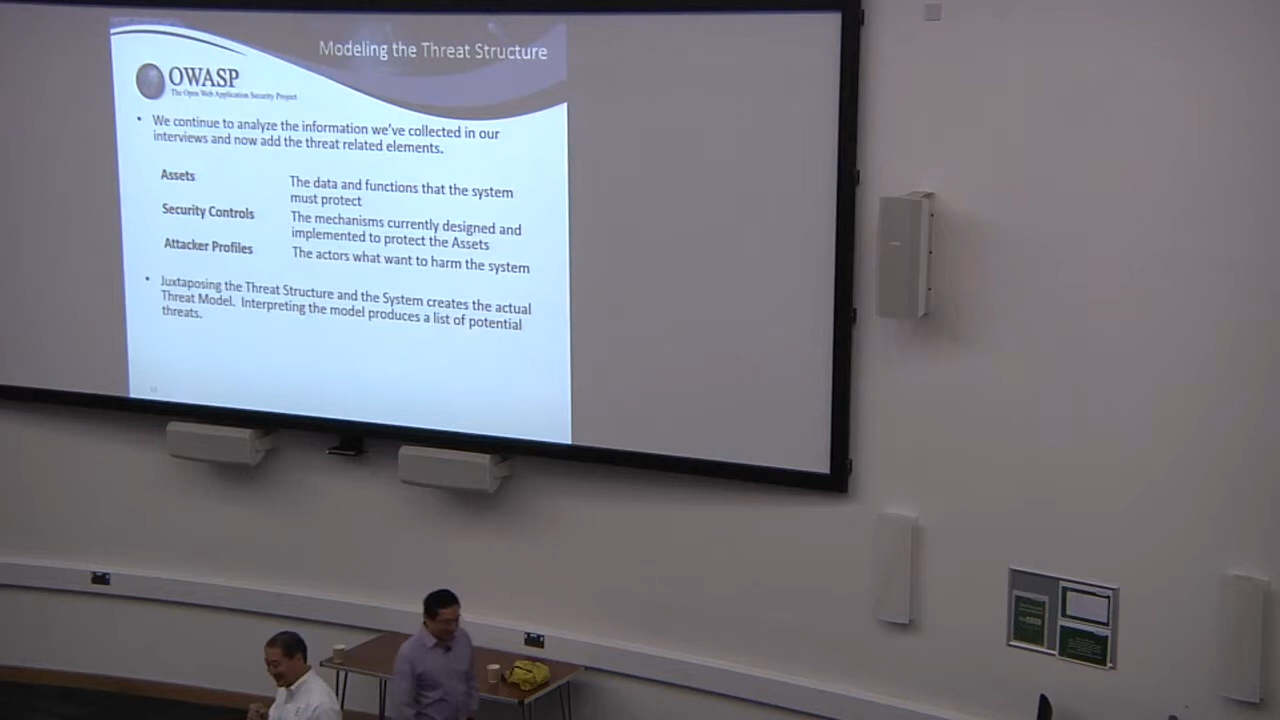 Modeling the Threat Structure
OWASP
The Open Web Application Security Project
• We continue to analyze the information we've collected in our
interviews and now add the threat related elements.
Assets
The data and functions that the system
must protect
Security Controls
The mechanisms currently designed and
implemented to protect the Assets
Attacker Profiles
The actors what want to harm the system
• Juxtaposing the Threat Structure and the System creates the actual
Threat Model. Interpreting the model produces a list of potential
threats.